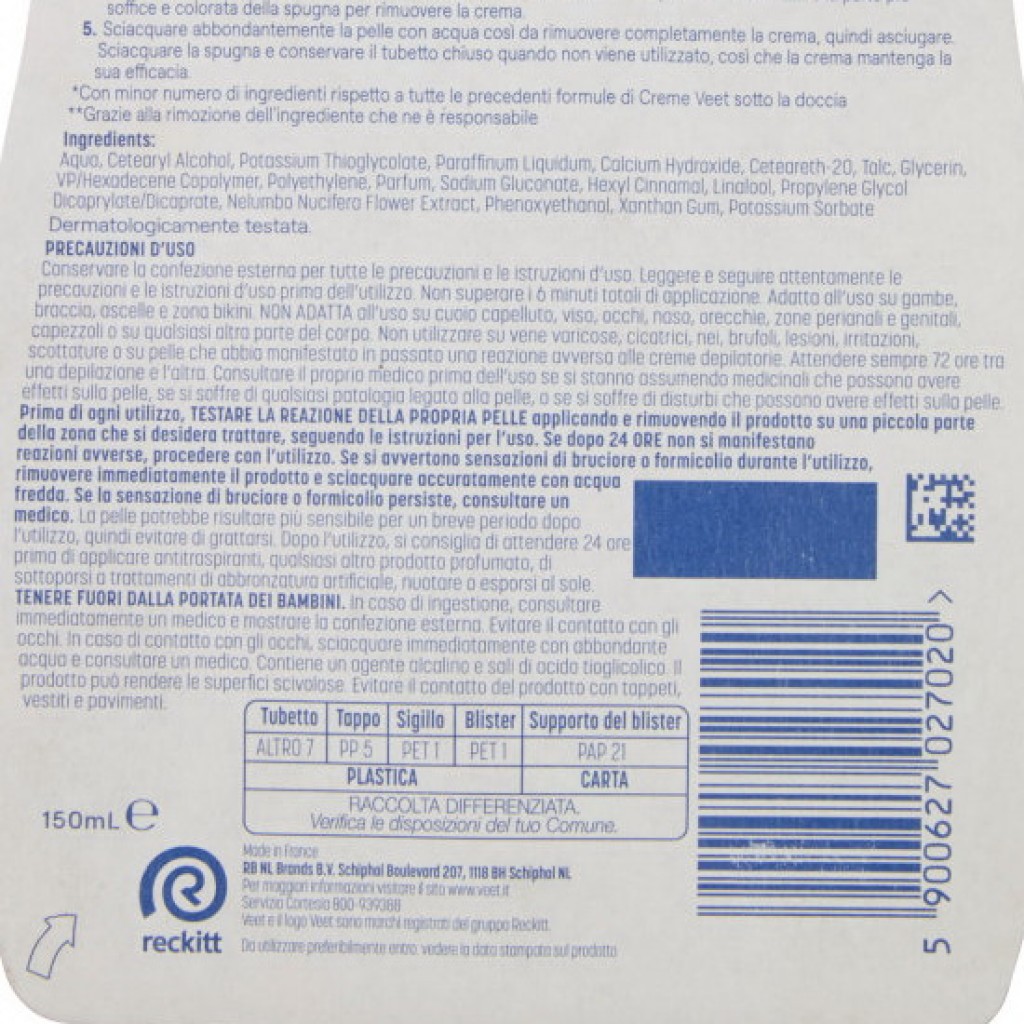 soffice e colorata della spugna per rimuovere la crema.
5. Sciacquare abbondantemente la pelle con acqua così da rimuovere completamente la crema, quindi asciugare.
Sciacquare la spugna e conservare il tubetto chiuso quando non viene utilizzato, così che la crema mantenga la
sua efficacia.
*Con minor numero di ingredienti rispetto a tutte le precedenti formule di Creme Veet sotto la doccia
**Grazie alla rimozione dell'ingrediente che ne è responsabile
Ingredients:
Aqua, Cetearyl Alcohol, Potassium Thioglycolate, Paraffinum Liquidum, Calcium Hydroxide, Ceteareth-20, Talc, Glycerin,
VP/Hexadecene Copolymer, Polyethylene, Parfum, Sodium Gluconate, Hexyl Cinnamal, Linalool, Propylene Glycol
Dicaprylate/Dicaprate, Nelumbo Nucifera Flower Extract, Phenoxyethanol, Xanthan Gum, Potassium Sorbate
Dermatologicamente testata.
PRECAUZIONI D'USO
Conservare la confezione esterna per tutte le precauzioni e le istruzioni d'uso. Leggere e seguire attentamente le
precauzioni e le istruzioni d'uso prima dell'utilizzo. Non superare i 6 minuti totali di applicazione. Adatta all'uso su gambe,
braccia, ascelle e zona bikini. NON ADATTA all'uso su cuoio capelluto, viso, occhi, naso, orecchie, zone perianali e genitali,
capezzoli o su qualsiasi altra parte del corpo. Non utilizzare su vene varicose, cicatrici, nei, brufoli, lesioni, irritazioni,
scottature o su pelle che abbia manifestato in passato una reazione avversa alle creme depilatorie. Attendere sempre 72 ore tra
una depilazione e l'altra. Consultare il proprio medico prima dell'uso se si stanno assumendo medicinali che possono avere
effetti sulla pelle, se si soffre di qualsiasi patologia legata alla pelle, o se si soffre di disturbi che possono avere effetti sulla pelle.
Prima di ogni utilizzo, TESTARE LA REAZIONE DELLA PROPRIA PELLE applicando e rimuovendo il prodotto su una piccola parte
della zona che si desidera trattare, seguendo le istruzioni per l'uso. Se dopo 24 ORE non si manifestano
reazioni avverse, procedere con l'utilizzo. Se si avvertono sensazioni di bruciore o formicolio durante l'utilizzo,
rimuovere immediatamente il prodotto e sciacquare accuratamente con acqua
fredda. Se la sensazione di bruciore o formicolio persiste, consultare un
medico. La pelle potrebbe risultare più sensibile per un breve periodo dopo
l'utilizzo, quindi evitare di grattarsi. Dopo l'utilizzo, si consiglia di attendere 24 ore
prima di applicare antitraspiranti, qualsiasi altro prodotto profumato, di
sottoporsi a trattamenti di abbronzatura artificiale, nuotare o esporsi al sole.
TENERE FUORI DALLA PORTATA DEI BAMBINI. In caso di ingestione, consultare
immediatamente un medico e mostrare la confezione esterna. Evitare il contatto con gli
occhi. In caso di contatto con gli occhi, sciacquare immediatamente con abbondante
acqua e consultare un medico. Contiene un agente alcalino e sali di acido tioglicolico. Il
prodotto può rendere le superfici scivolose. Evitare il contatto del prodotto con tappeti,
vestiti e pavimenti.
Tubetto Tappo Sigillo Blister Supporto del blister
ALTRO 7 PP 5 PET 1 PET 1 PAP 21
PLASTICA CARTA
RACCOLTA DIFFERENZIATA.
Verifica le disposizioni del tuo Comune.
150mL e
Made in France
RB NL Brands B.V. Schiphol Boulevard 207, 1118 BH Schiphol NL
Per maggiori informazioni visitare il sito www.veet.it
Servizio Cortesia 800-939388
Veet e il logo Veet sono marchi registrati del gruppo Reckitt.
Da utilizzare preferibilmente entro: vedere la data stampata sul prodotto
reckitt
5 900627 027020 >